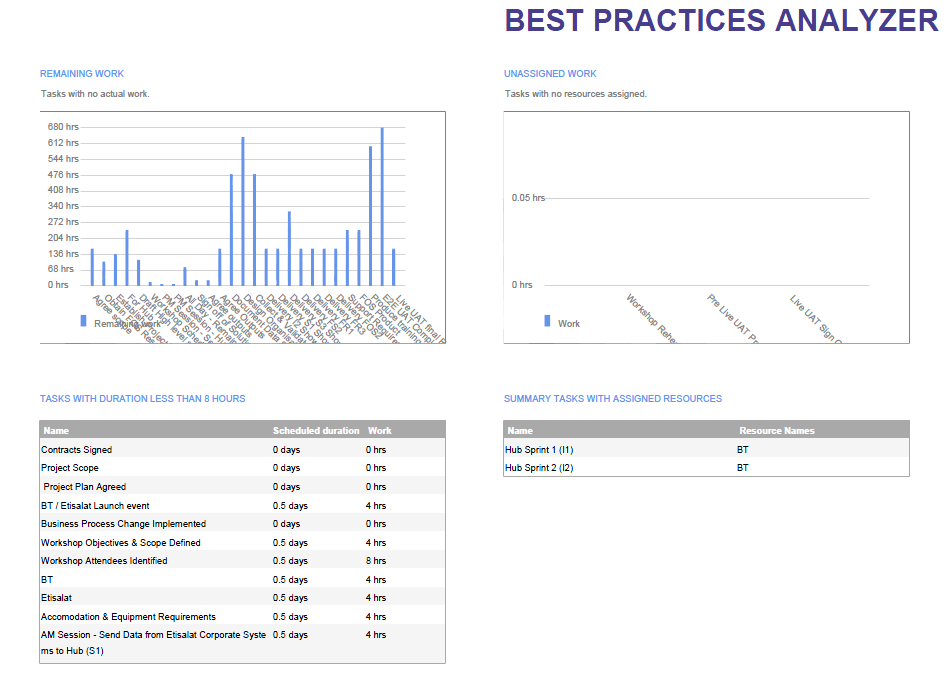 BEST PRACTICES ANALYZER
REMAINING WORK
Tasks with no actual work.
680 hrs
612 hrs
544 hrs
476 hrs
408 hrs
340 hrs
272 hrs
204 hrs
136 hrs
68 hrs
0 hrs
Remaining work
UNASSIGNED WORK
Tasks with no resources assigned.
0.05 hrs
0 hrs
Workshop Rehe
Pre Live UAT Pr
Live UAT Sign
Work
TASKS WITH DURATION LESS THAN 8 HOURS
Name Scheduled duration Work
Contracts Signed 0 days 0 hrs
Project Scope 0 days 0 hrs
Project Plan Agreed 0 days 0 hrs
BT / Etisalat Launch event 0.5 days 4 hrs
Business Process Change Implemented 0 days 0 hrs
Workshop Objectives & Scope Defined 0.5 days 4 hrs
Workshop Attendees Identified 0.5 days 8 hrs
BT 0.5 days 4 hrs
Etisalat 0.5 days 4 hrs
Accomodation & Equipment Requirements 0.5 days 4 hrs
AM Session - Send Data from Etisalat Corporate Syste 0.5 days 4 hrs
ms to Hub (S1)
SUMMARY TASKS WITH ASSIGNED RESOURCES
Name Resource Names
Hub Sprint 1 (I1) BT
Hub Sprint 2 (I2) BT